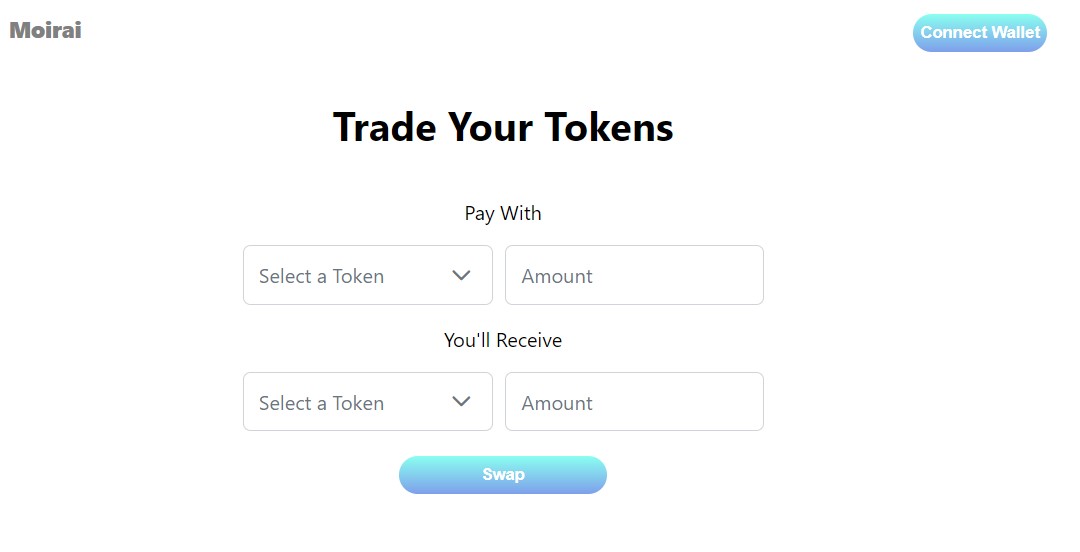 Moirai
Connect Wallet
Trade Your Tokens
Pay With
Select a Token
Amount
You'll Receive
Select a Token
Amount
Swap